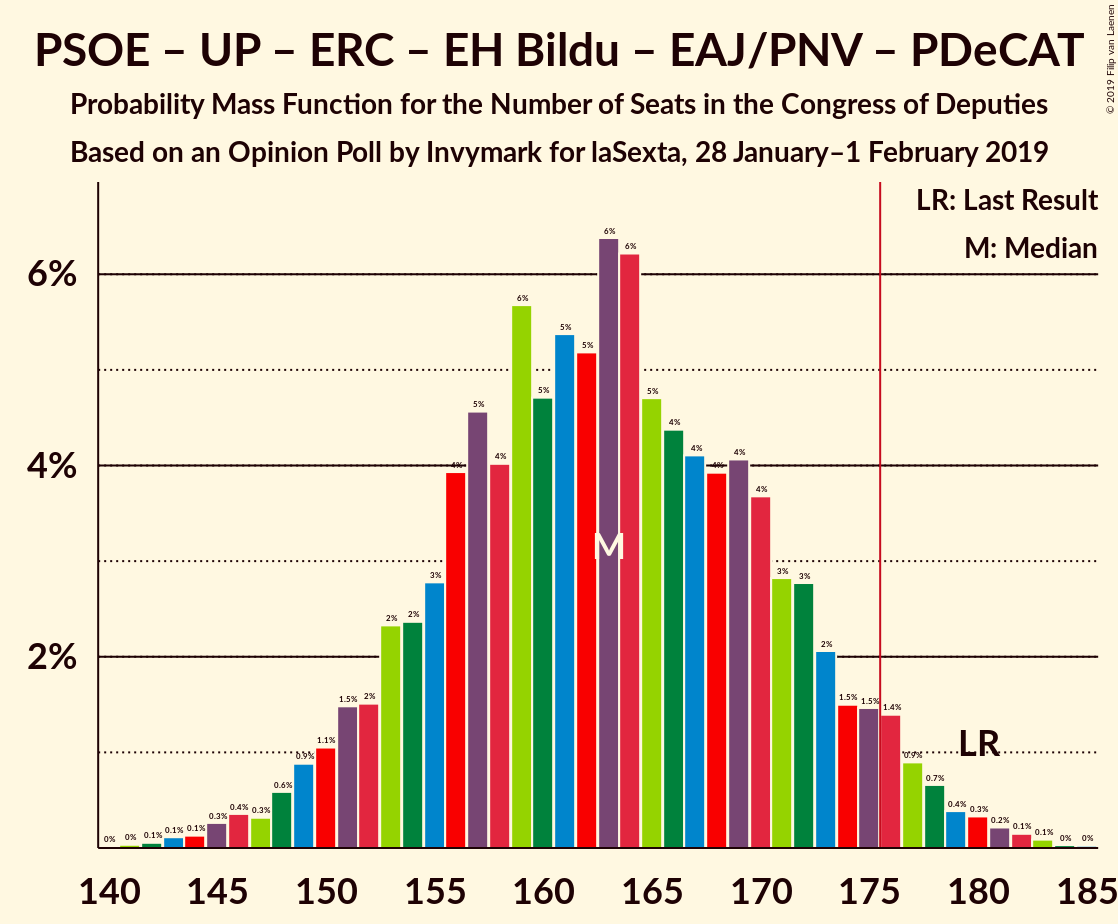 PSOE – UP – ERC – EH Bildu – EAJ/PNV – PDeCAT
Probability Mass Function for the Number of Seats in the Congress of Deputies
Based on an Opinion Poll by Invymark for laSexta, 28 January–1 February 2019
© 2019 Filip van Laenen
LR: Last Result
M: Median
6%
4%
2%
0% 0% 0.1% 0.1% 0.1% 0.3% 0.4% 0.3% 0.6% 0.9% 1.1% 1.5% 2% 2% 2% 3% 4% 5% 4% 6% 5% 5% 5% 6% 6% 5% 4% 4% 4% 4% 4% 3% 3% 2% 1.5% 1.5% 1.4% 0.9% 0.7% 0.4% 0.3% 0.2% 0.1% 0.1% 0% 0%
M
LR
140 145 150 155 160 165 170 175 180 185